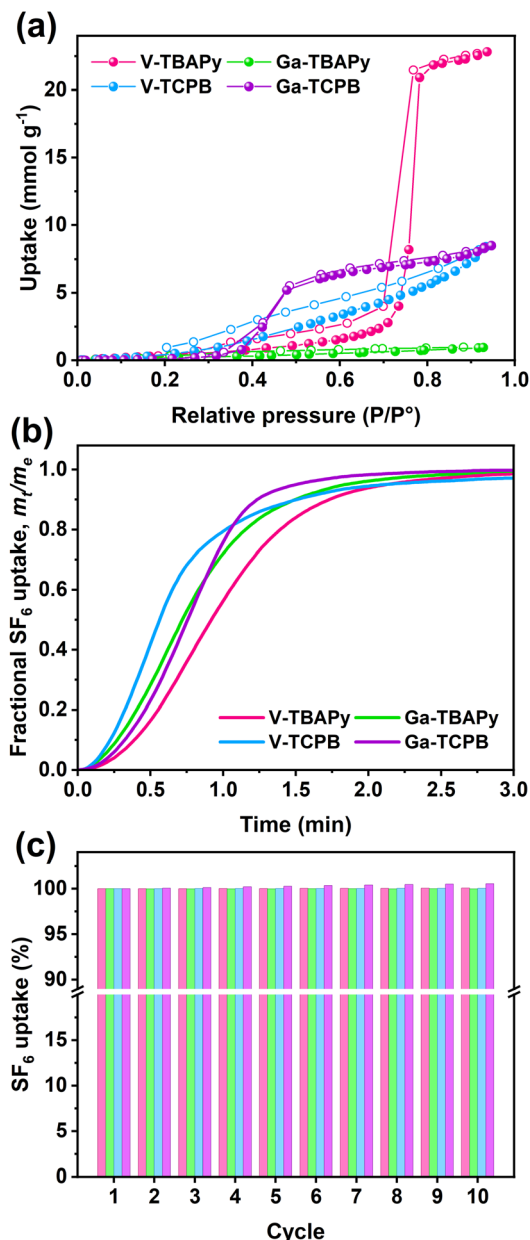 (a)
V-TBAPy Ga-TBAPy
V-TCPB Ga-TCPB
Uptake (mmol g⁻¹)
20
15
10
5
0
0.0 0.2 0.4 0.6 0.8 1.0
Relative pressure (P/P°)
(b)
Fractional SF₆ uptake, mₜ/mₑ
1.0
0.8
0.6
0.4
0.2
0.0
V-TBAPy Ga-TBAPy
V-TCPB Ga-TCPB
0.0 0.5 1.0 1.5 2.0 2.5 3.0
Time (min)
(c)
SF₆ uptake (%)
100
95
90
15
10
5
0
1 2 3 4 5 6 7 8 9 10
Cycle